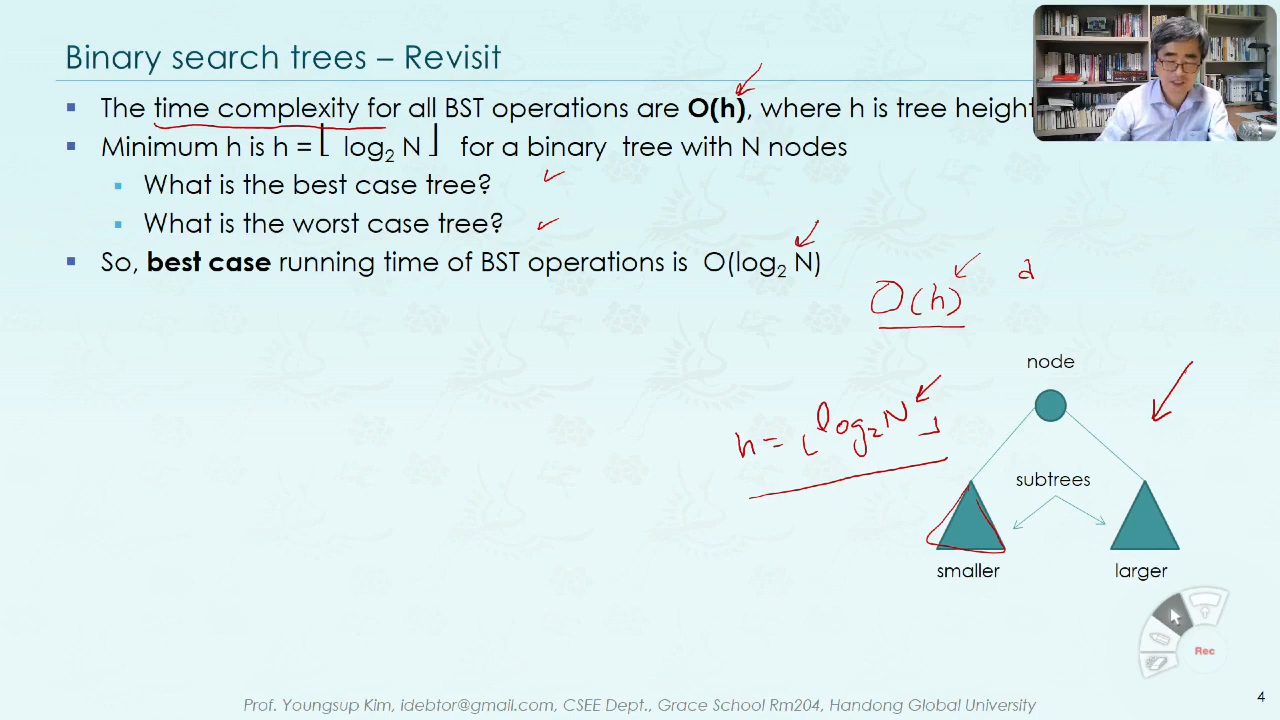 Binary search trees – Revisit
▪ The time complexity for all BST operations are O(h), where h is tree height
▪ Minimum h is h = ⌊ log₂ N ⌋ for a binary tree with N nodes
▪ What is the best case tree?
▪ What is the worst case tree?
▪ So, best case running time of BST operations is O(log₂ N)
O(h)
node
h = ⌊log₂N⌋
subtrees
smaller
larger
Rec
Prof. Youngsup Kim, idebtor@gmail.com, CSEE Dept., Grace School Rm204, Handong Global University
4